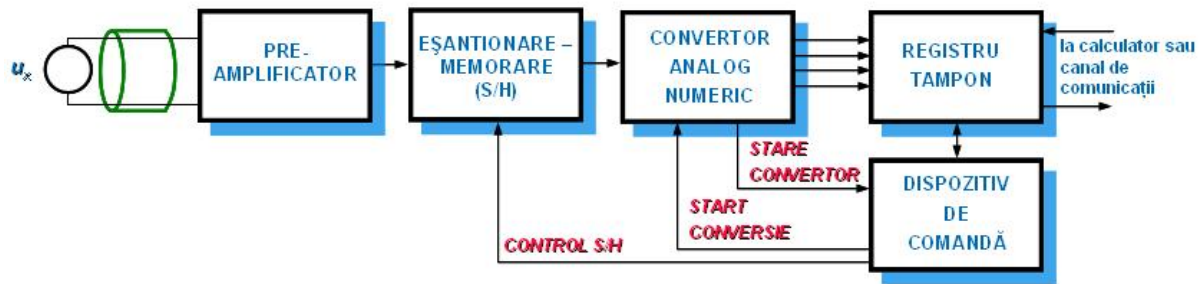 u_x
PRE-
AMPLIFICATOR
EŞANTIONARE –
MEMORARE
(S/H)
CONVERTOR
ANALOG
NUMERIC
REGISTRU
TAMPON
la calculator sau
canal de
comunicaţii
STARE
CONVERTOR
START
CONVERSIE
CONTROL S/H
DISPOZITIV
DE
COMANDĂ